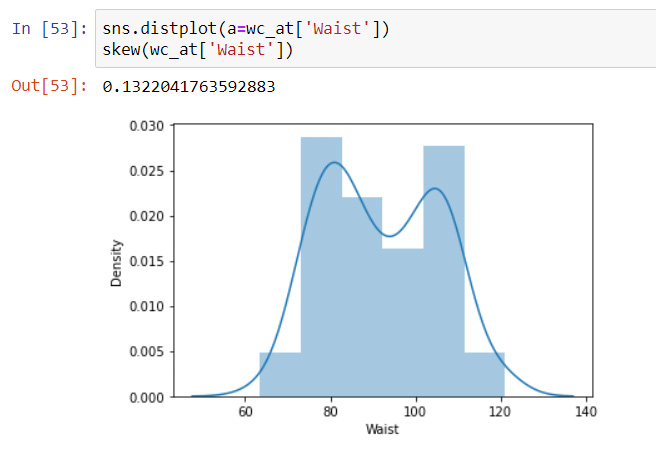 In [53]: sns.distplot(a=wc_at['Waist'])
skew(wc_at['Waist'])
Out[53]: 0.1322041763592883
0.030
0.025
0.020
0.015
0.010
0.005
0.000
Density
60 80 100 120 140
Waist